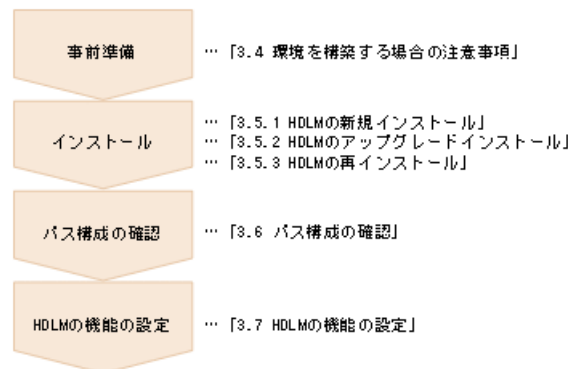 事前準備 … 「3.4 環境を構築する場合の注意事項」
… 「3.5.1 HDLMの新規インストール」
インストール … 「3.5.2 HDLMのアップグレードインストール」
… 「3.5.3 HDLMの再インストール」
パス構成の確認 … 「3.6 パス構成の確認」
HDLMの機能の設定 … 「3.7 HDLMの機能の設定」